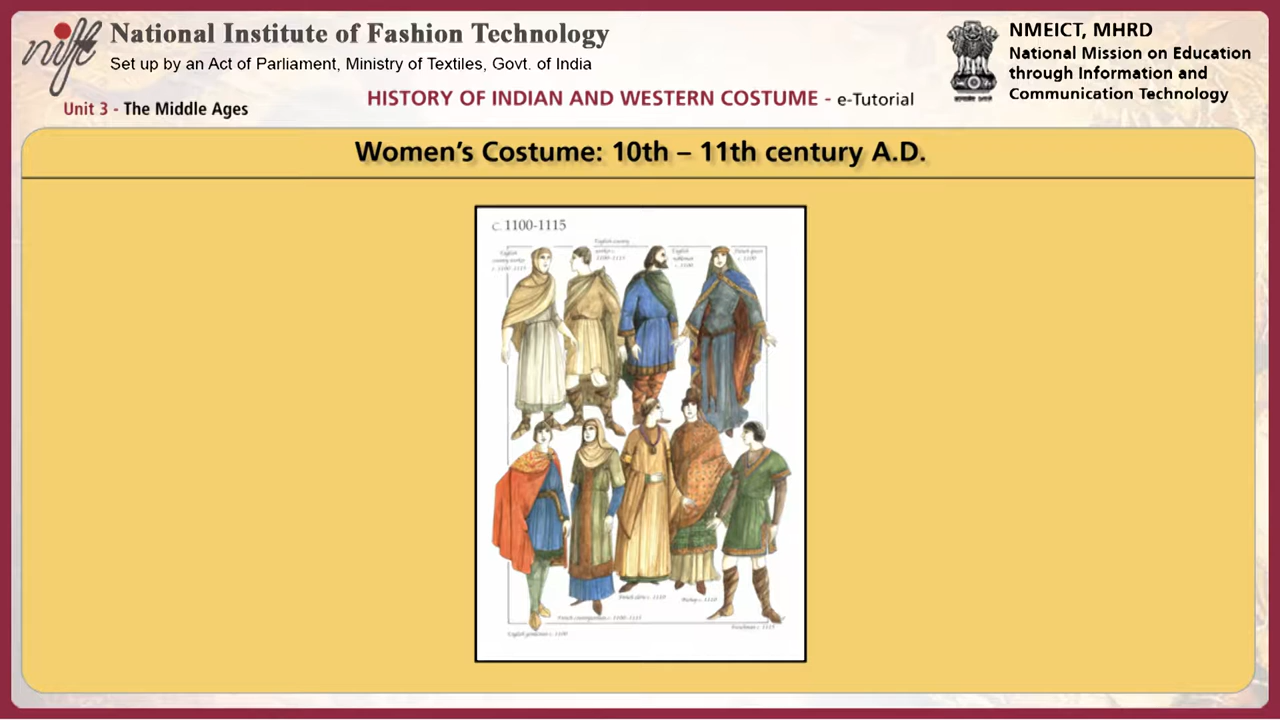 nift
National Institute of Fashion Technology
Set up by an Act of Parliament, Ministry of Textiles, Govt. of India
NMEICT, MHRD
National Mission on Education
through Information and
Communication Technology
Unit 3 - The Middle Ages
HISTORY OF INDIAN AND WESTERN COSTUME - e-Tutorial
Women's Costume: 10th – 11th century A.D.
C. 1100-1115